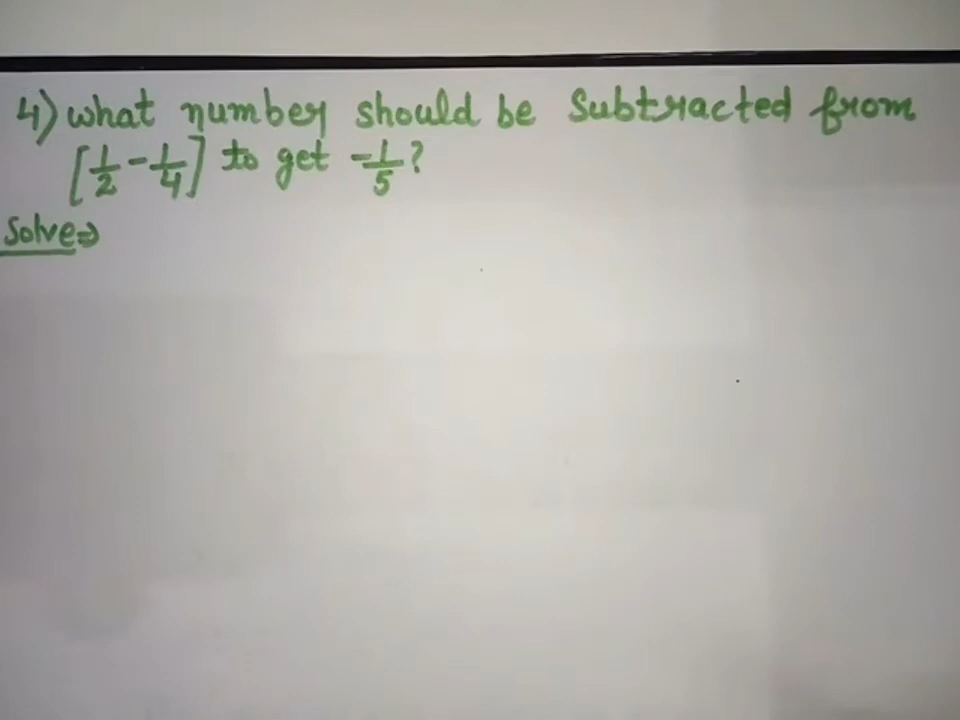 4) what number should be subtracted from
[1/2 - 1/4] to get -1/5?
Solve⇒